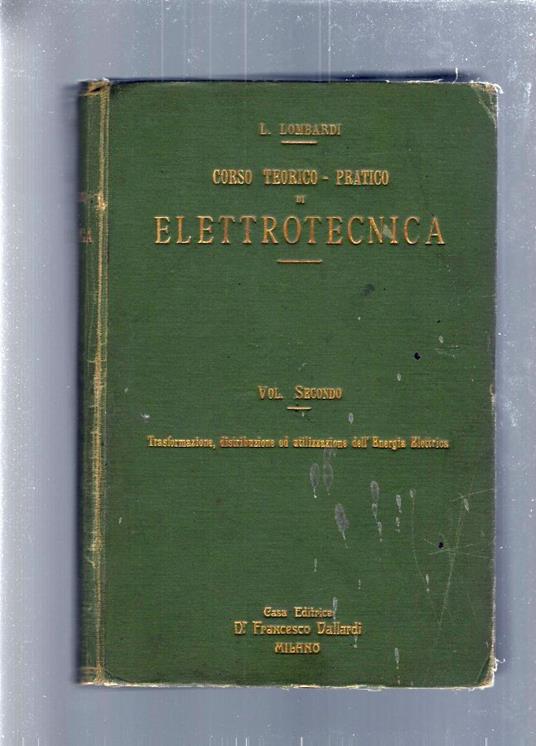 L. LOMBARDI
CORSO TEORICO - PRATICO
DI
ELETTROTECNICA
VOL. SECONDO
Trasformazione, distribuzione ed utilizzazione dell'Energia Elettrica
Casa Editrice
Dr Francesco Vallardi
MILANO